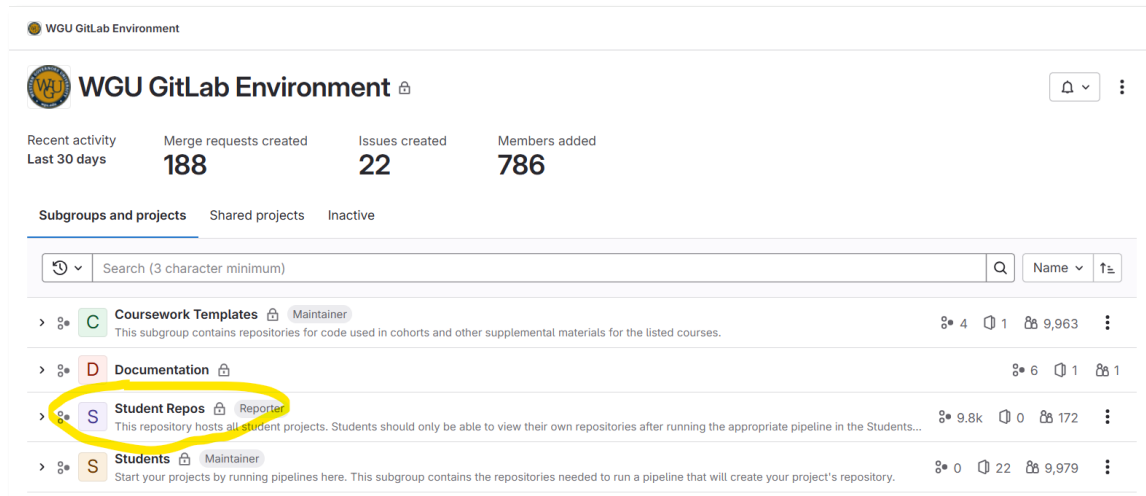 WGU GitLab Environment
WGU GitLab Environment
Recent activity
Last 30 days
Merge requests created
188
Issues created
22
Members added
786
Subgroups and projects Shared projects Inactive
Search (3 character minimum) Name
C Coursework Templates Maintainer
This subgroup contains repositories for code used in cohorts and other supplemental materials for the listed courses.
4 1 9,963
D Documentation
6 1 1
S Student Repos Reporter
This repository hosts all student projects. Students should only be able to view their own repositories after running the appropriate pipeline in the Students...
9.8k 0 172
S Students Maintainer
Start your projects by running pipelines here. This subgroup contains the repositories needed to run a pipeline that will create your project's repository.
0 22 9,979